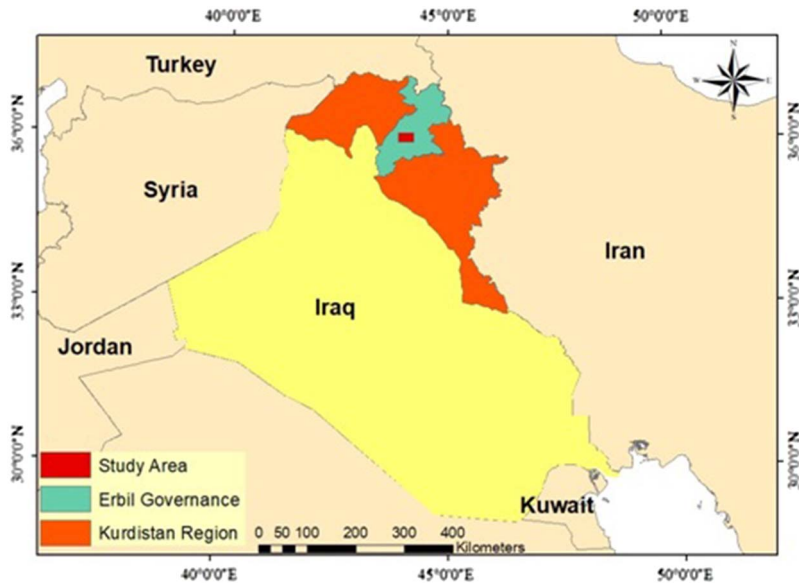 40°0'0"E 45°0'0"E 50°0'0"E
N
W E
S
Turkey
36°0'0"N 36°0'0"N
Syria
Iran
33°0'0"N 33°0'0"N
Iraq
Jordan
30°0'0"N 30°0'0"N
Study Area
Erbil Governance
Kuwait
Kurdistan Region
0 50 100 200 300 400
Kilometers
40°0'0"E 45°0'0"E 50°0'0"E